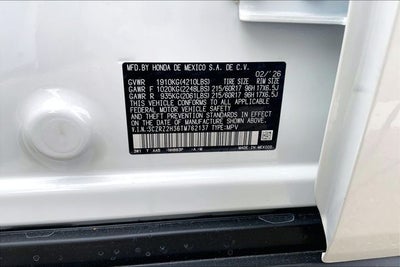 MFD.BY HONDA DE MEXICO S.A. DE C.V.
02/'26
GVWR 1910KG(4210LBS) TIRE SIZE RIM SIZE
GAWR F 1020KG(2248LBS) 215/60R17 96H 17X6.5J
GAWR R 935KG(2061LBS) 215/60R17 96H 17X6.5J
THIS VEHICLE CONFORMS TO ALL APPLICABLE
FEDERAL MOTOR VEHICLE SAFETY, BUMPER,
AND THEFT PREVENTION STANDARDS IN EFFECT
ON THE DATE OF MANUFACTURE SHOWN ABOVE.
V.I.N.:3CZRZ2H36TM762137 TYPE:MPV
MADE IN MEXICO